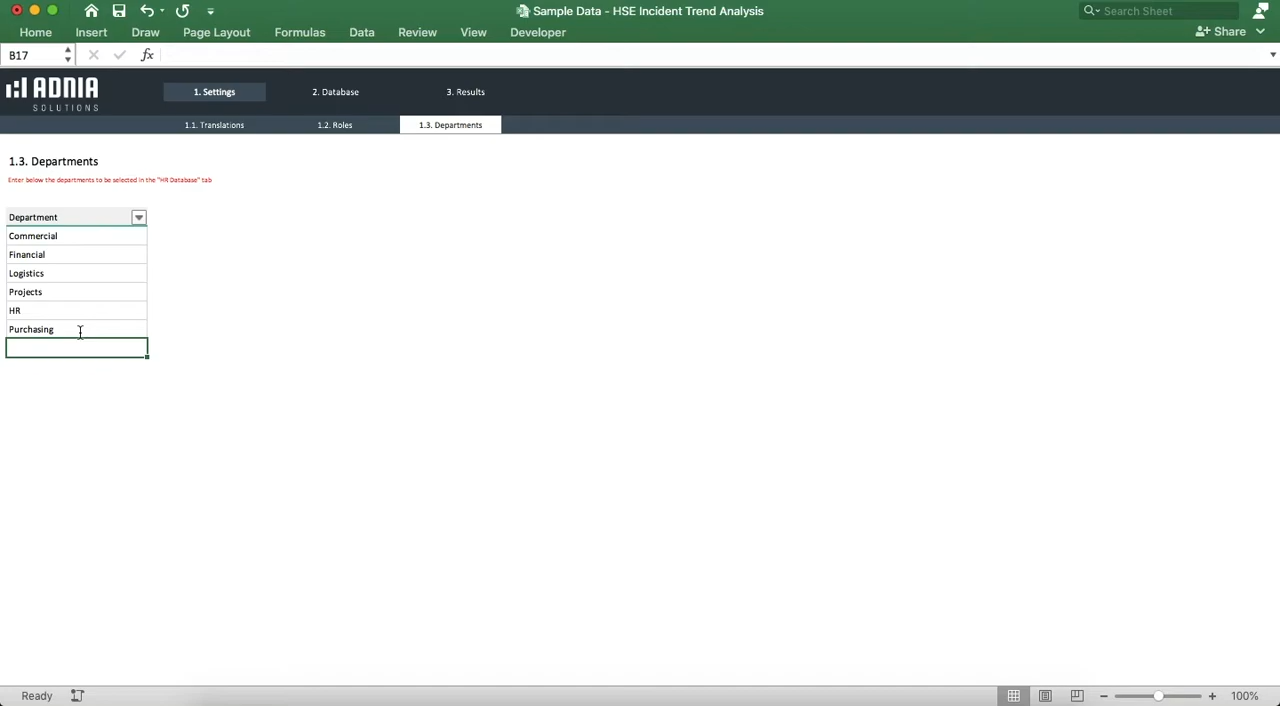 Sample Data - HSE Incident Trend Analysis
Search Sheet
Home Insert Draw Page Layout Formulas Data Review View Developer
Share
B17
fx
ADNIA
SOLUTIONS
1. Settings 2. Database 3. Results
1.1. Translations 1.2. Roles 1.3. Departments
1.3. Departments
Enter below the departments to be selected in the "HR Database" tab
Department
Commercial
Financial
Logistics
Projects
HR
Purchasing
Ready
100%